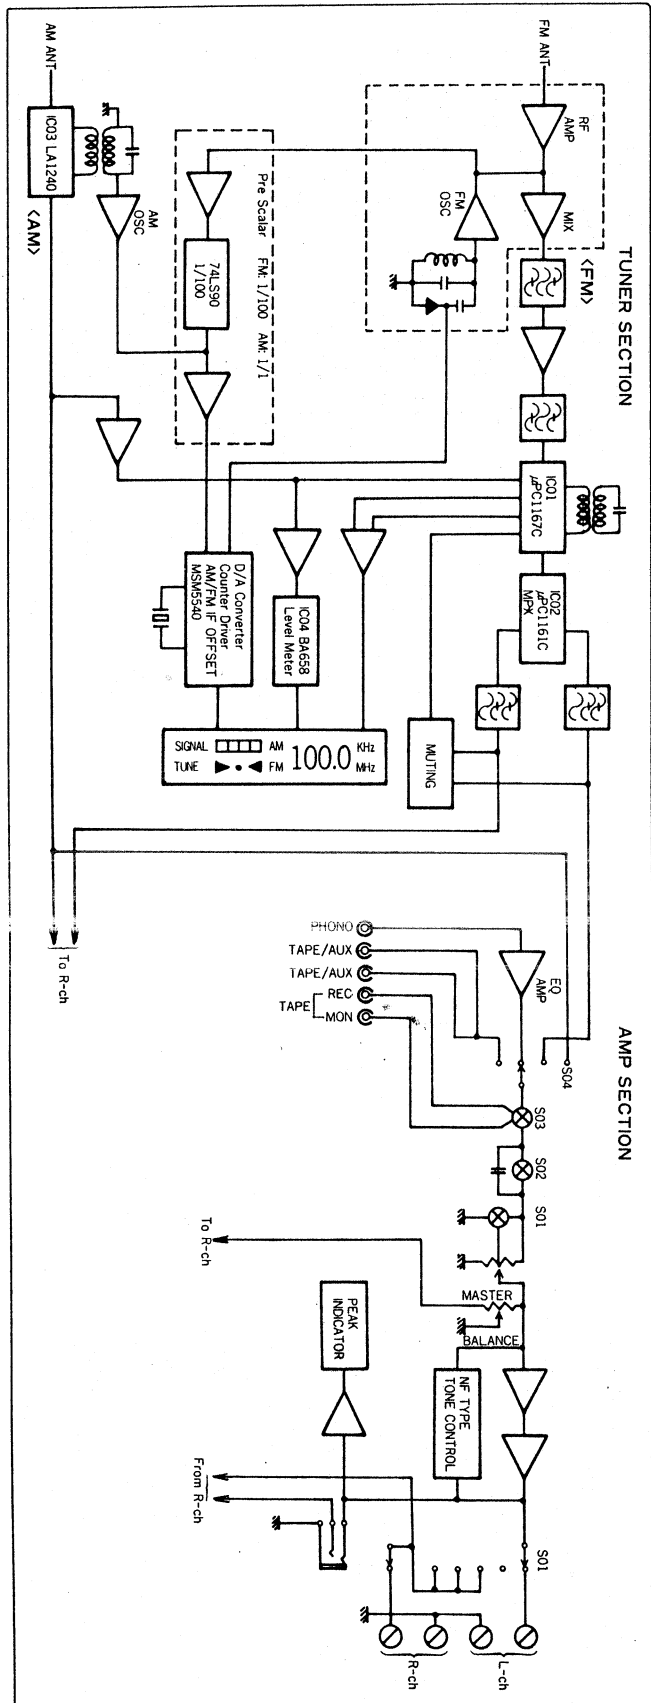 TUNER SECTION
FM ANT
RF
AMP
MIX
<FM>
FM
OSC
AM ANT
IC03 LA1240
<AM>
AM
OSC
Pre Scalar FM: 1/100 AM: 1/1
74LS90
1/100
IC01
μPC1167C
IC02
μPC1161C
MPX
D/A Converter
Counter Driver
AM/FM IF OFFSET
MSM5540
IC04 BA658
Level Meter
MUTING
SIGNAL AM 100.0 KHz
TUNE FM MHz
To R-ch
AMP SECTION
PHONO
TAPE/AUX
TAPE/AUX
TAPE REC
MON
EQ
AMP
S04
S03
S02
S01
To R-ch
MASTER
BALANCE
PEAK
INDICATOR
NF TYPE
TONE CONTROL
From R-ch
S01
R-ch
L-ch